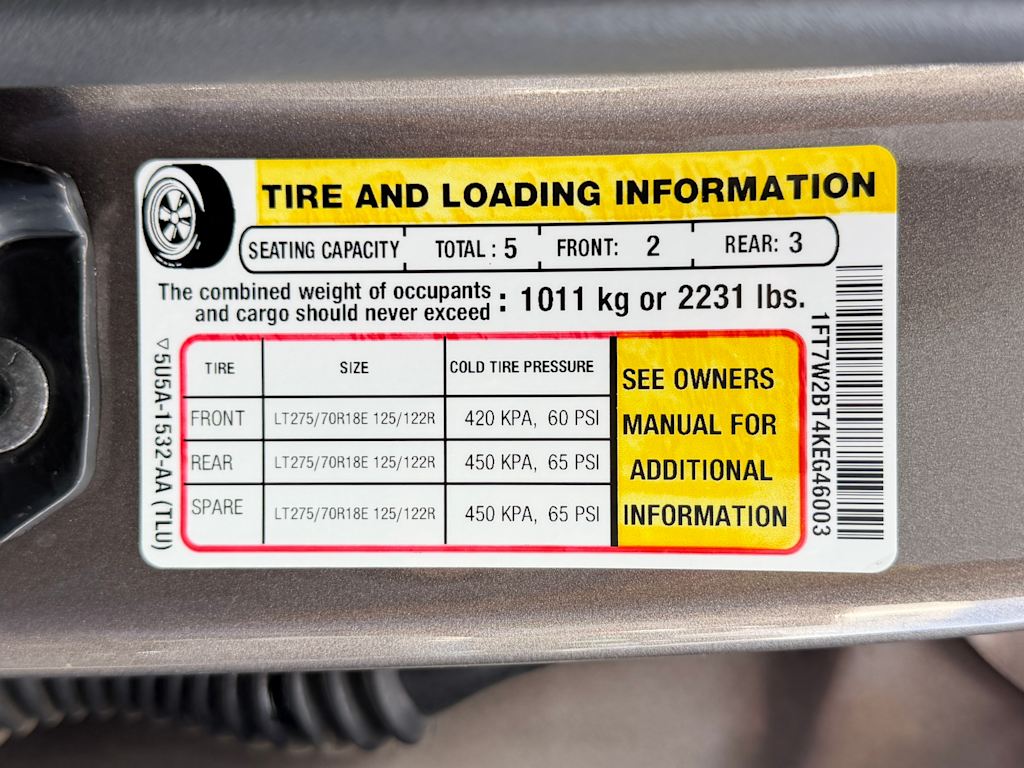 TIRE AND LOADING INFORMATION
SEATING CAPACITY TOTAL : 5 FRONT: 2 REAR: 3
The combined weight of occupants
and cargo should never exceed : 1011 kg or 2231 lbs.
TIRE SIZE COLD TIRE PRESSURE
FRONT LT275/70R18E 125/122R 420 KPA, 60 PSI
REAR LT275/70R18E 125/122R 450 KPA, 65 PSI
SPARE LT275/70R18E 125/122R 450 KPA, 65 PSI
SEE OWNERS
MANUAL FOR
ADDITIONAL
INFORMATION
▽5U5A-1532-AA (TLU)
1FT7W2BT4KEG46003